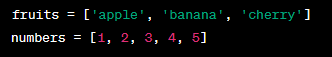 fruits = ['apple', 'banana', 'cherry']
numbers = [1, 2, 3, 4, 5]